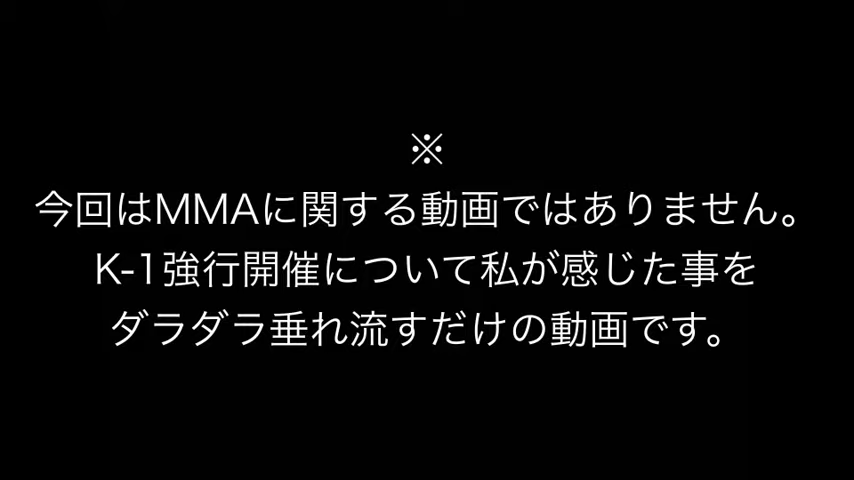 ※
今回はMMAに関する動画ではありません。
K-1強行開催について私が感じた事を
ダラダラ垂れ流すだけの動画です。